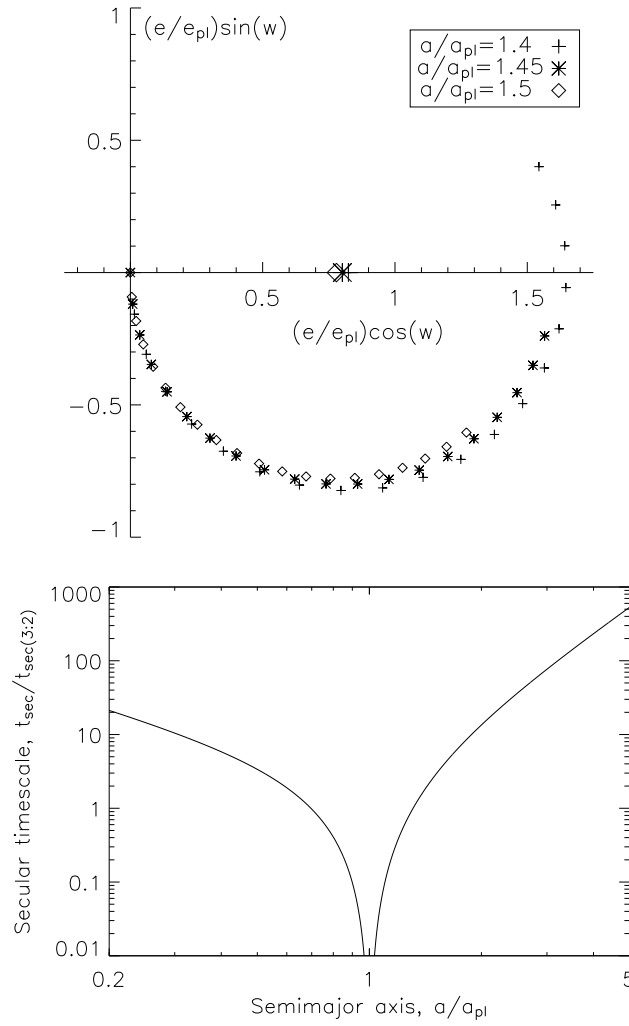 1
(e/e_pl)sin(w)
a/a_pl=1.4
a/a_pl=1.45
a/a_pl=1.5
0.5
0.5 1 1.5
(e/e_pl)cos(w)
−0.5
−1
Secular timescale, t_sec/t_sec(3:2)
1000
100
10
1
0.1
0.01
0.2 1 5
Semimajor axis, a/a_pl